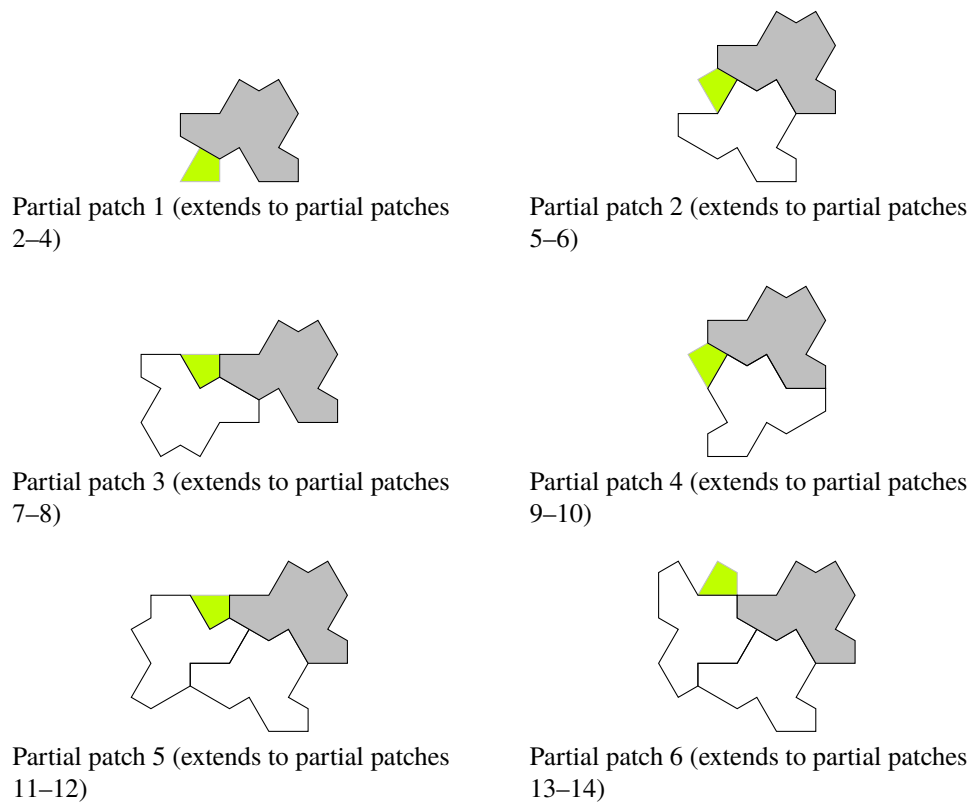 Partial patch 1 (extends to partial patches
2–4)
Partial patch 2 (extends to partial patches
5–6)
Partial patch 3 (extends to partial patches
7–8)
Partial patch 4 (extends to partial patches
9–10)
Partial patch 5 (extends to partial patches
11–12)
Partial patch 6 (extends to partial patches
13–14)